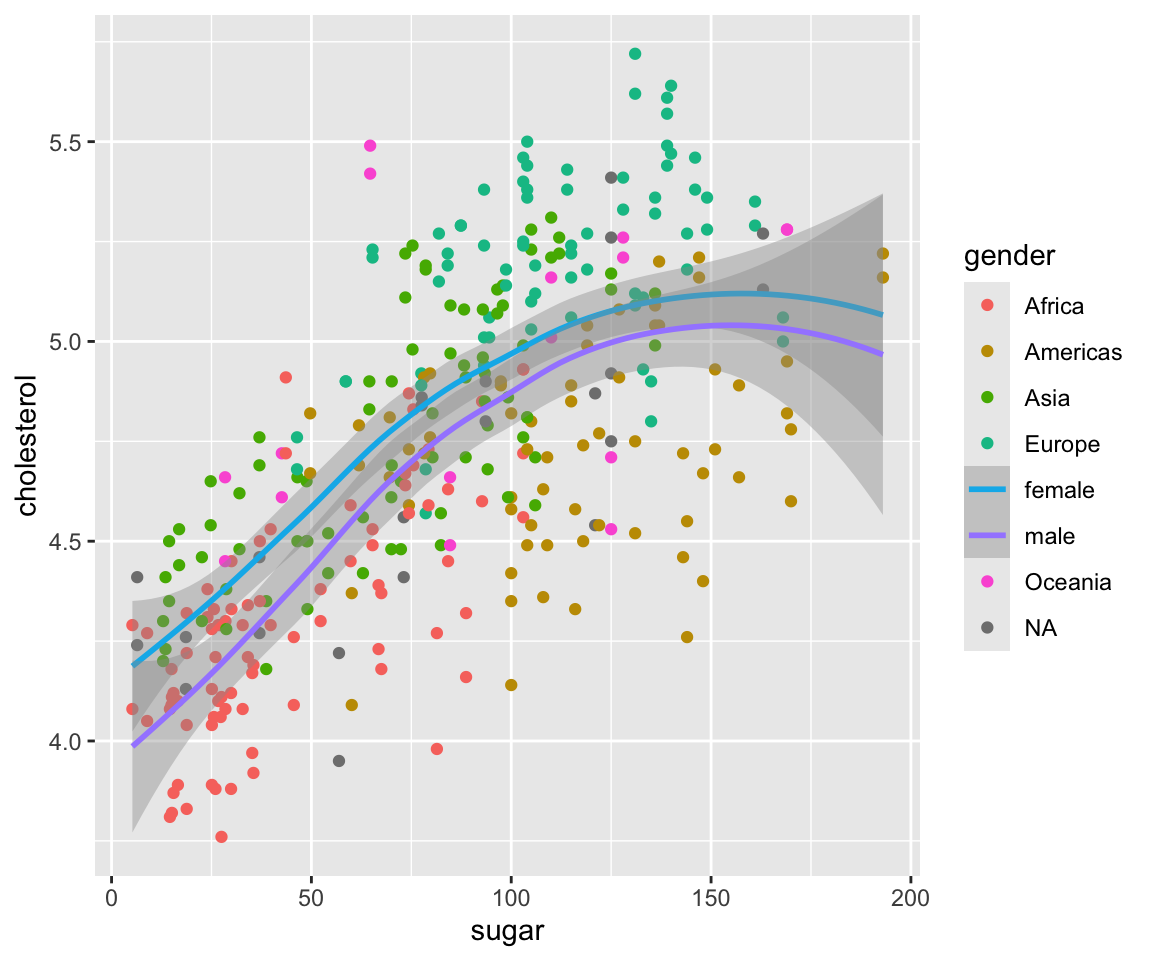 5.5
5.0
4.5
4.0
cholesterol
0 50 100 150 200
sugar
gender
Africa
Americas
Asia
Europe
female
male
Oceania
NA